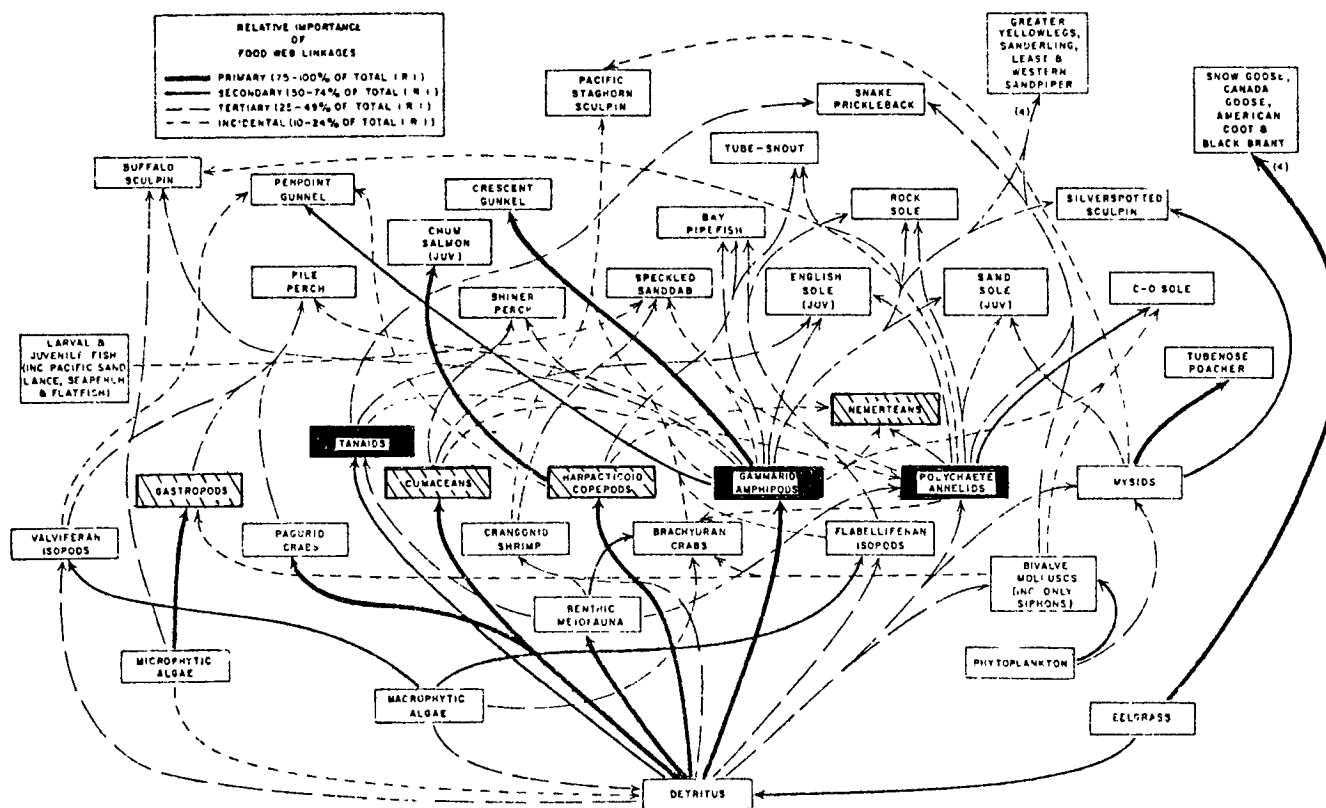 RELATIVE IMPORTANCE
OF
FOOD WEB LINKAGES
PRIMARY (75-100% OF TOTAL I R I)
SECONDARY (50-74% OF TOTAL I R I)
TERTIARY (25-49% OF TOTAL I R I)
INCIDENTAL (10-24% OF TOTAL I R I)
PACIFIC
STAGHORN
SCULPIN
GREATER
YELLOWLEGS,
SANDERLING,
LEASE &
WESTERN
SANDPIPER
(4)
SNOW GOOSE,
CANADA
GOOSE,
AMERICAN
COOT &
BLACK BRANT
(4)
SNAKE
PRICKLEBACK
TUBE-SNOUT
BUFFALO
SCULPIN
PENPOINT
GUNNEL
CRESCENT
GUNNEL
CHUM
SALMON
(JUV)
BAY
PIPEFISH
ROCK
SOLE
SILVERSPOTTED
SCULPIN
PILE
PERCH
SHINER
PERCH
SPECKLED
SANDDAB
ENGLISH
SOLE
(JUV)
SAND
SOLE
(JUV)
C-O SOLE
LARVAL &
JUVENILE FISH
(INC PACIFIC SAND
LANCE, SEAPERCH
& FLATFISH)
TUBENOSE
POACHER
TANAIDS
NEMERTEANS
GASTROPODS
CUMACEANS
HARPACTICOID
COPEPODS
GAMMARID
AMPHIPODS
POLYCHAETE
ANNELIDS
MYSIDS
VALVIFERAN
ISOPODS
PAGURID
CRABS
CRANGONID
SHRIMP
BRACHYURAN
CRABS
FLABELLIFERAN
ISOPODS
BIVALVE
MOLLUSCS
(INC ONLY
SIPHONS)
BENTHIC
MEIOFAUNA
MICROPHYTIC
ALGAE
MACROPHYTIC
ALGAE
PHYTOPLANKTON
EELGRASS
DETRITUS